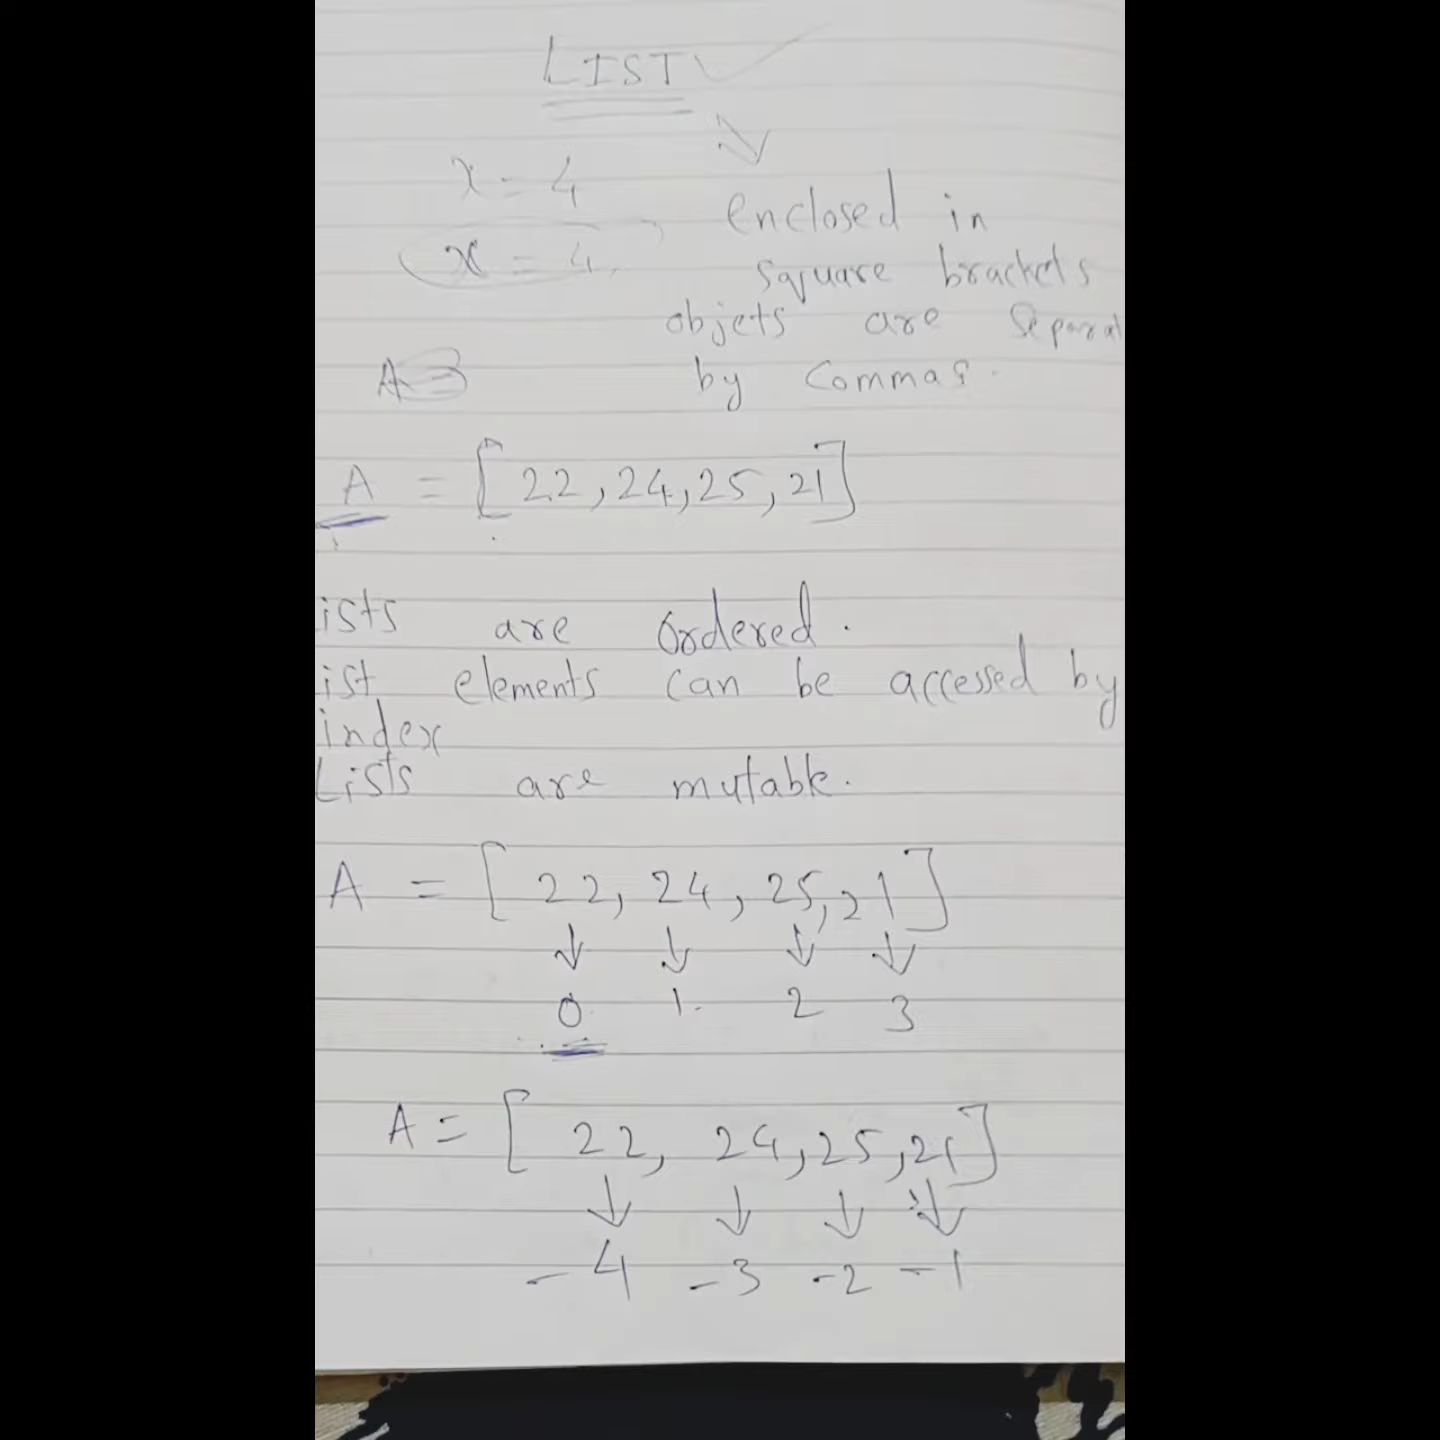 LIST
x = 4
x = 4
enclosed in
square brackets
objets are separat
by commas.
A =
A = [22, 24, 25, 21]
ists are ordered.
ist elements can be accessed by
index
Lists are mutable.
A = [22, 24, 25, 21]
0 1 2 3
A = [22, 24, 25, 21]
-4 -3 -2 -1